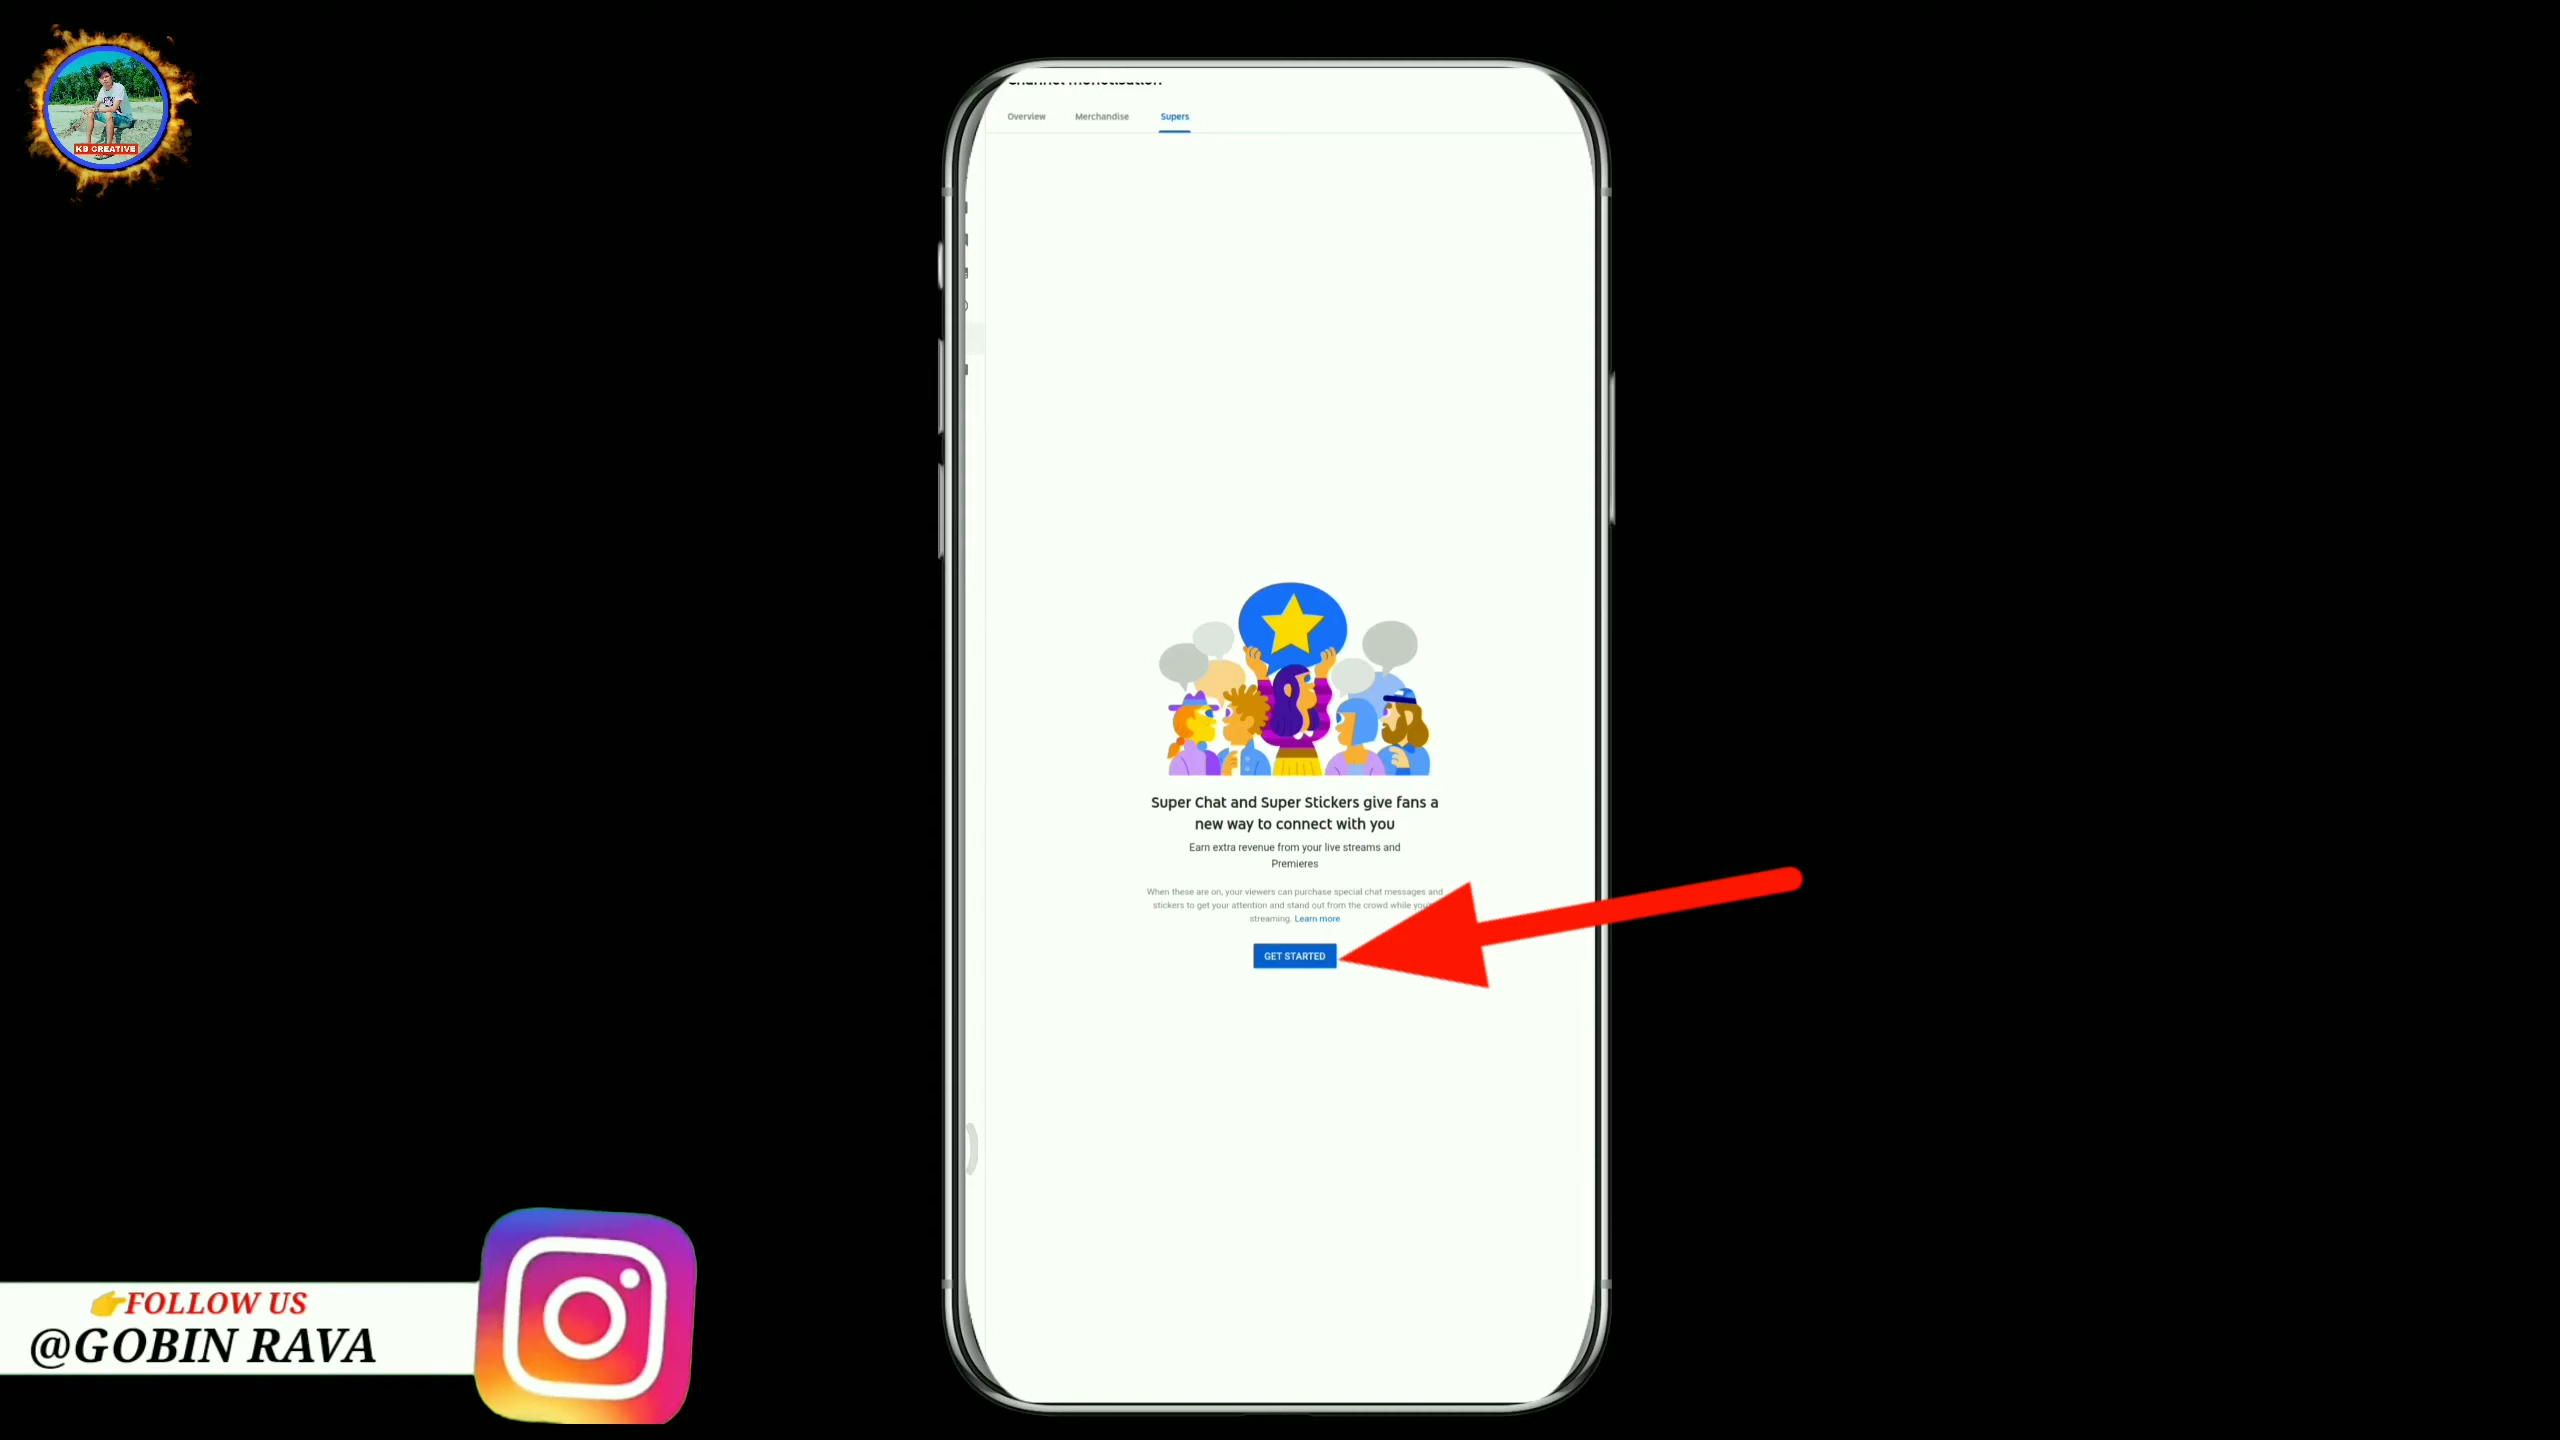 KB CREATIVE
Channel monetisation
Overview Merchandise Supers
Super Chat and Super Stickers give fans a
new way to connect with you
Earn extra revenue from your live streams and
Premieres
When these are on, your viewers can purchase special chat messages and
stickers to get your attention and stand out from the crowd while
streaming. Learn more
GET STARTED
👉FOLLOW US
@GOBIN RAVA